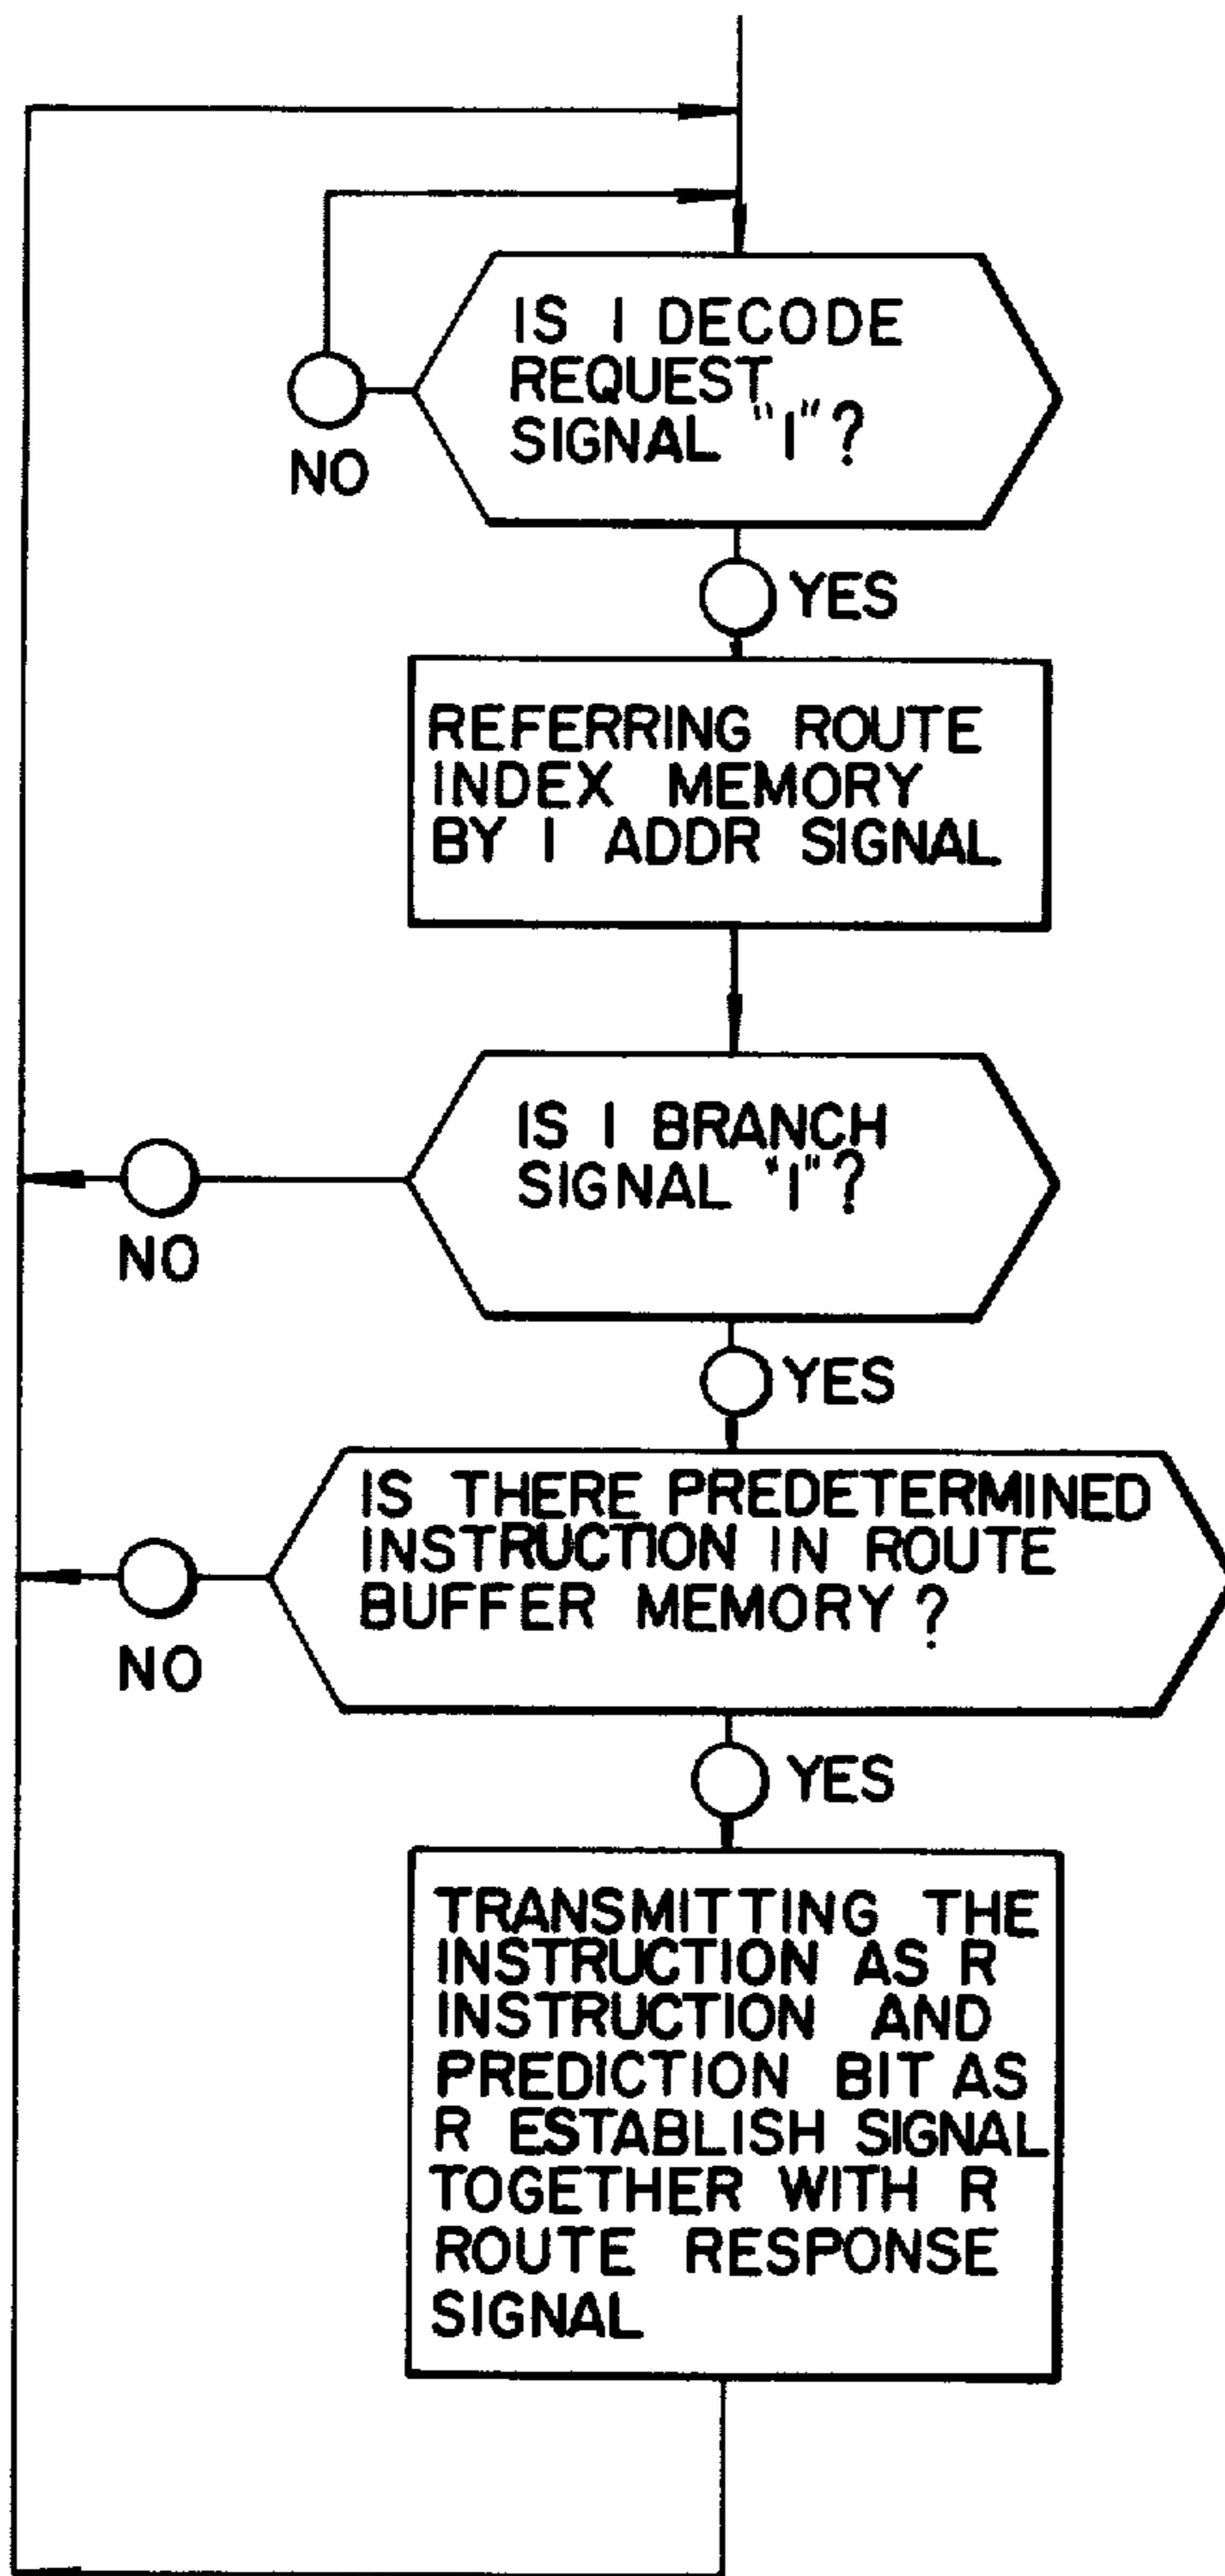 IS I DECODE
REQUEST
SIGNAL "1"?
NO
YES
REFERRING ROUTE
INDEX MEMORY
BY I ADDR SIGNAL
IS I BRANCH
SIGNAL "1"?
NO
YES
IS THERE PREDETERMINED
INSTRUCTION IN ROUTE
BUFFER MEMORY?
NO
YES
TRANSMITTING THE
INSTRUCTION AS R
INSTRUCTION AND
PREDICTION BIT AS
R ESTABLISH SIGNAL
TOGETHER WITH R
ROUTE RESPONSE
SIGNAL